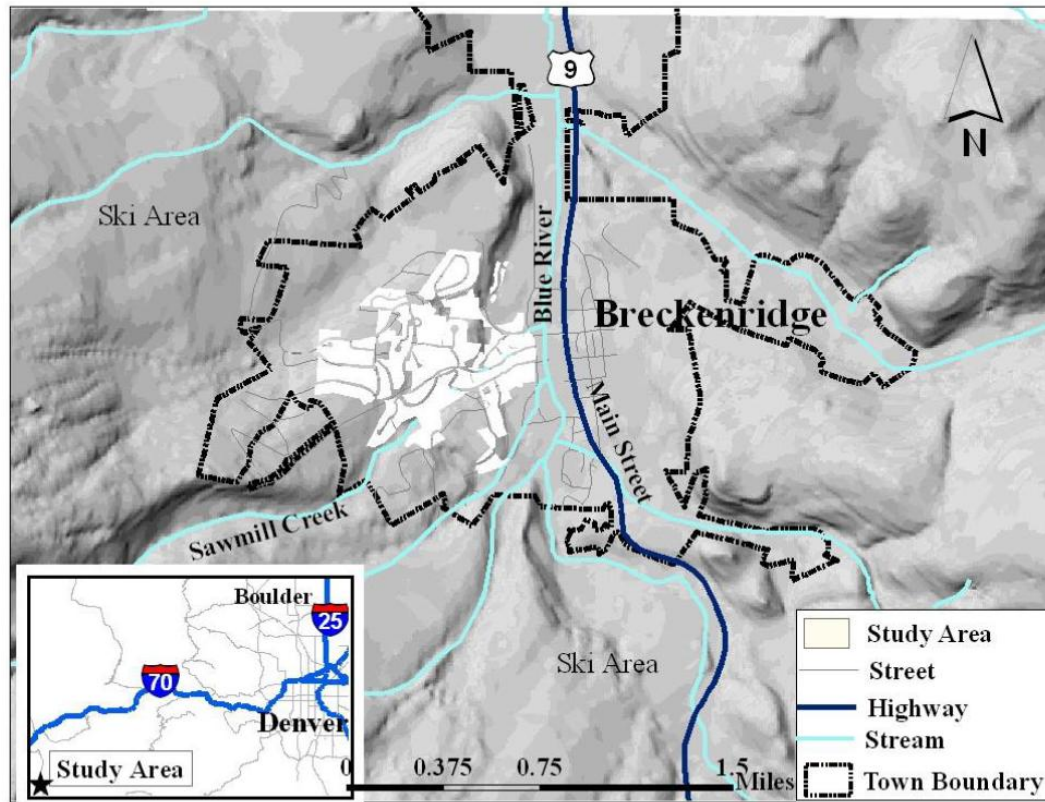 9
N
Ski Area
Blue River
Breckenridge
Main Street
Sawmill Creek
Ski Area
Boulder
25
70
Denver
Study Area
0 0.375 0.75 1.5 Miles
Study Area
Street
Highway
Stream
Town Boundary